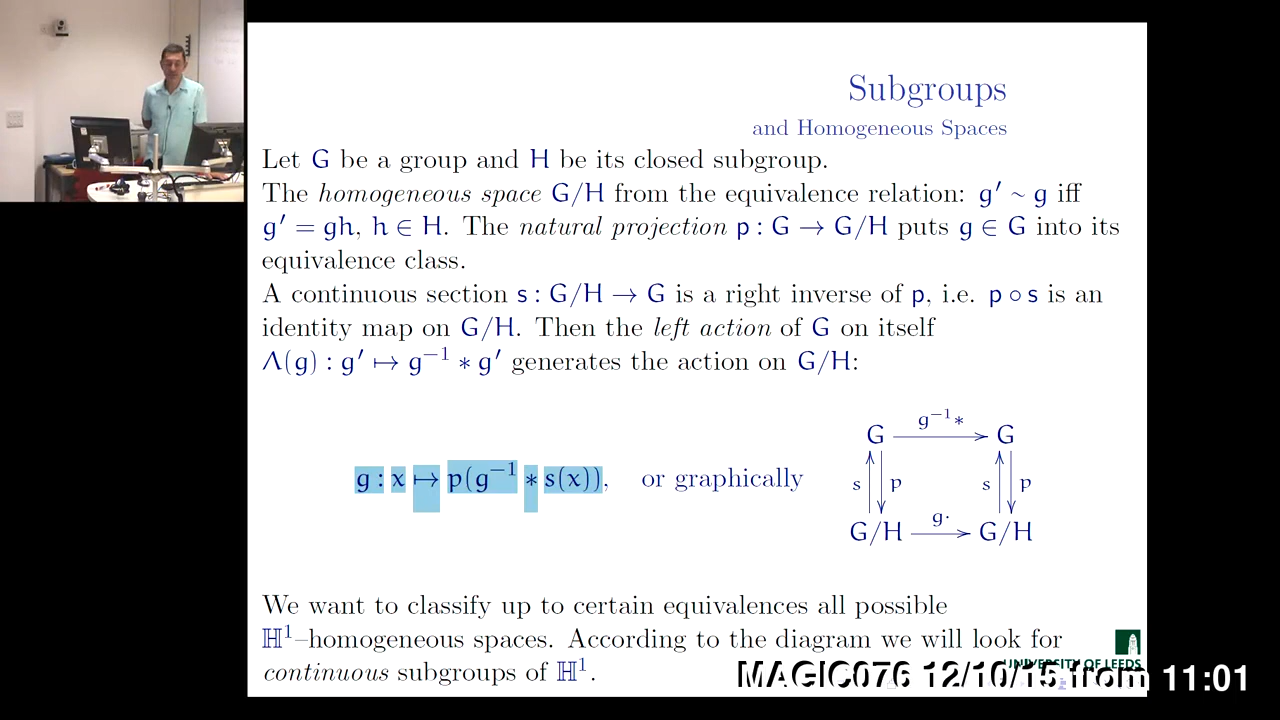 Subgroups
and Homogeneous Spaces
Let G be a group and H be its closed subgroup.
The homogeneous space G/H from the equivalence relation: g′ ~ g iff
g′ = gh, h ∈ H. The natural projection p : G → G/H puts g ∈ G into its
equivalence class.
A continuous section s : G/H → G is a right inverse of p, i.e. p ∘ s is an
identity map on G/H. Then the left action of G on itself
Λ(g) : g′ ↦ g⁻¹ * g′ generates the action on G/H:
g : x ↦ p(g⁻¹ * s(x)), or graphically
G g⁻¹* G
s p s p
G/H g· G/H
We want to classify up to certain equivalences all possible
ℍ¹–homogeneous spaces. According to the diagram we will look for
continuous subgroups of ℍ¹.
UNIVERSITY OF LEEDS
MAGIC076 12/10/15 from 11:01